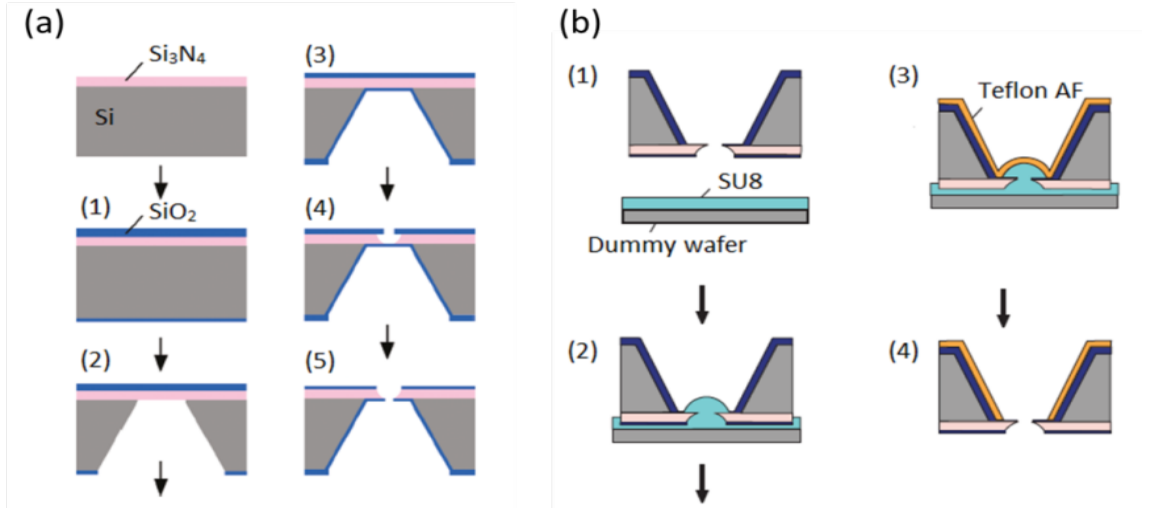 (a)
Si₃N₄
Si
(1)
SiO₂
(2)
(3)
(4)
(5)
(b)
(1)
SU8
Dummy wafer
(2)
(3)
Teflon AF
(4)